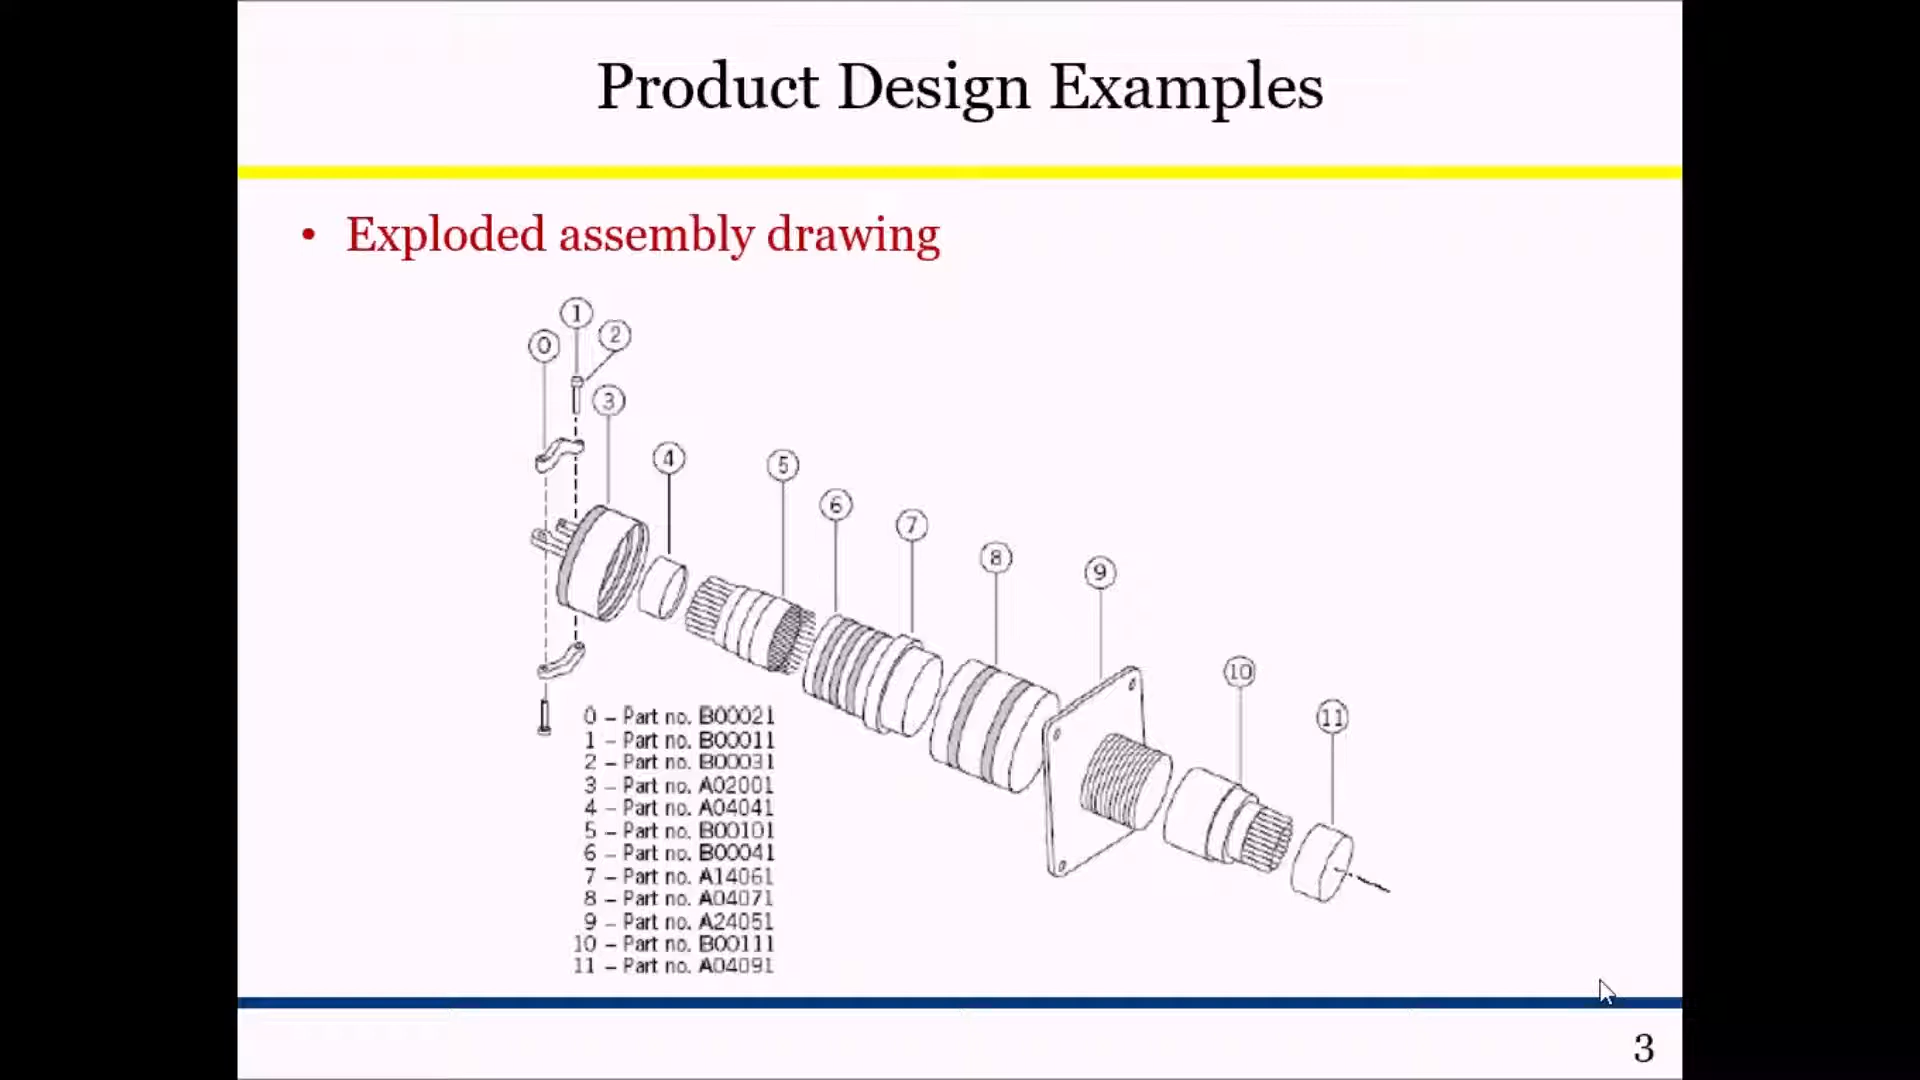 Product Design Examples
• Exploded assembly drawing
1
2
0
3
4
5
6
7
8
9
10
11
0 – Part no. B00021
1 – Part no. B00011
2 – Part no. B00031
3 – Part no. A02001
4 – Part no. A04041
5 – Part no. B00101
6 – Part no. B00041
7 – Part no. A14061
8 – Part no. A04071
9 – Part no. A24051
10 – Part no. B00111
11 – Part no. A04091
3